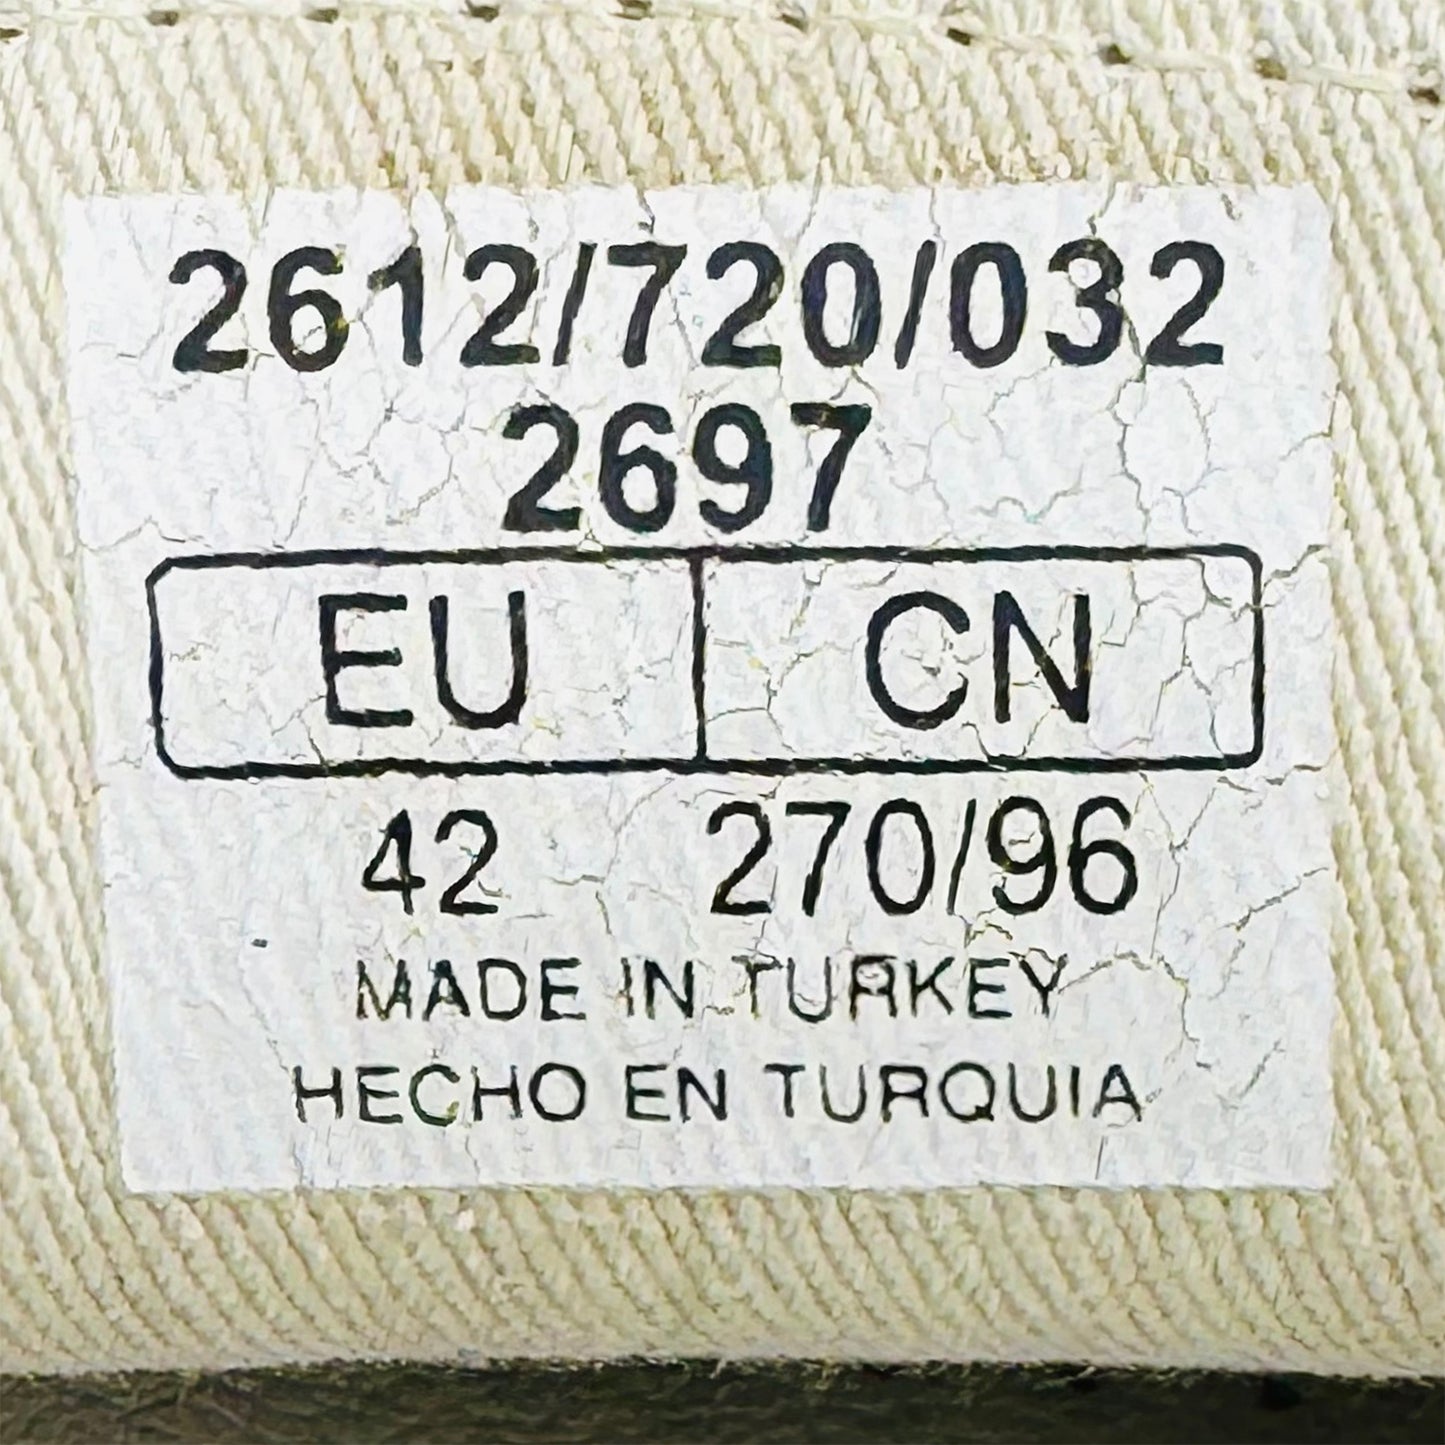 2612/720/032
2697
EU CN
42 270/96
MADE IN TURKEY
HECHO EN TURQUIA